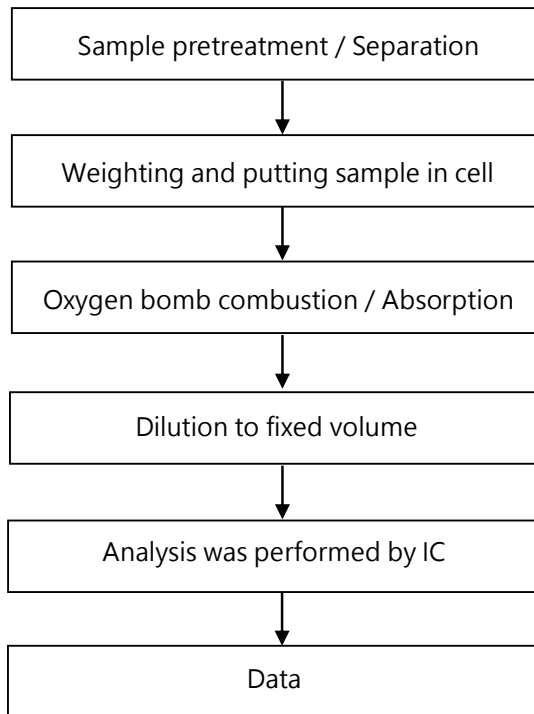 Sample pretreatment / Separation
Weighting and putting sample in cell
Oxygen bomb combustion / Absorption
Dilution to fixed volume
Analysis was performed by IC
Data